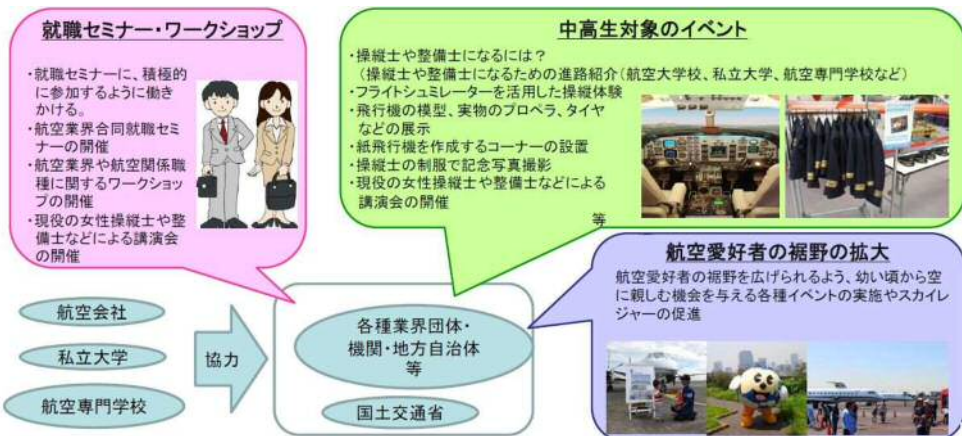 就職セミナー・ワークショップ
・就職セミナーに、積極的
に参加するように働き
かける。
・航空業界合同就職セミ
ナーの開催
・航空業界や航空関係職
種に関するワークショッ
プの開催
・現役の女性操縦士や整
備士などによる講演会
の開催
中高生対象のイベント
・操縦士や整備士になるには？
（操縦士や整備士になるための進路紹介（航空大学校、私立大学、航空専門学校など）
・フライトシュミレーターを活用した操縦体験
・飛行機の模型、実物のプロペラ、タイヤ
などの展示
・紙飛行機を作成するコーナーの設置
・操縦士の制服で記念写真撮影
・現役の女性操縦士や整備士などによる
講演会の開催
等
航空愛好者の裾野の拡大
航空愛好者の裾野を広げられるよう、幼い頃から空
に親しむ機会を与える各種イベントの実施やスカイレ
ジャーの促進
航空会社
私立大学
航空専門学校
協力
各種業界団体・
機関・地方自治体
等
国土交通省